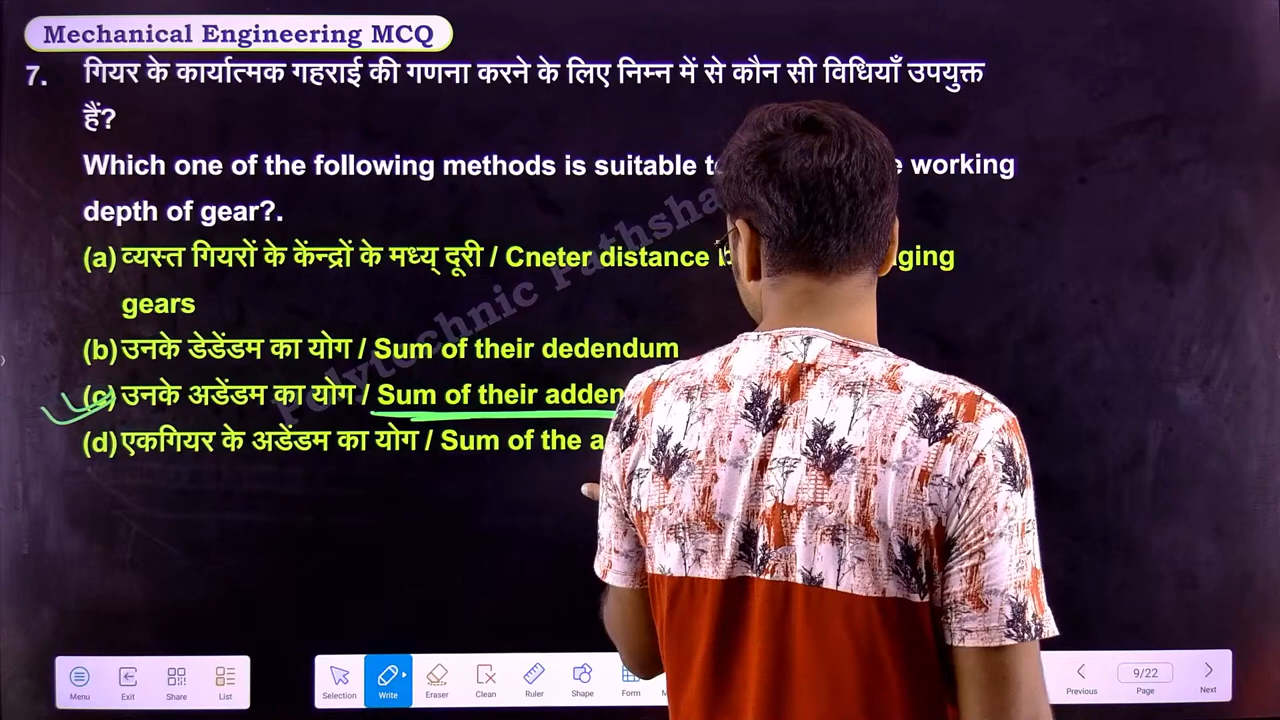 Mechanical Engineering MCQ
7. गियर के कार्यात्मक गहराई की गणना करने के लिए निम्न में से कौन सी विधियाँ उपयुक्त
हैं?
Which one of the following methods is suitable working
depth of gear?.
(a) व्यस्त गियरों के केंन्द्रों के मध्य् दूरी / Cneter distance
gears
(b) उनके डेडेंडम का योग / Sum of their dedendum
(c) उनके अडेंडम का योग / Sum of their
(d) एकगियर के अडेंडम का योग / Sum of the
Polytechnic
Menu
Exit
Share
List
Selection
Write
Eraser
Clean
Ruler
Shape
Form
Previous
9/22
Page
Next